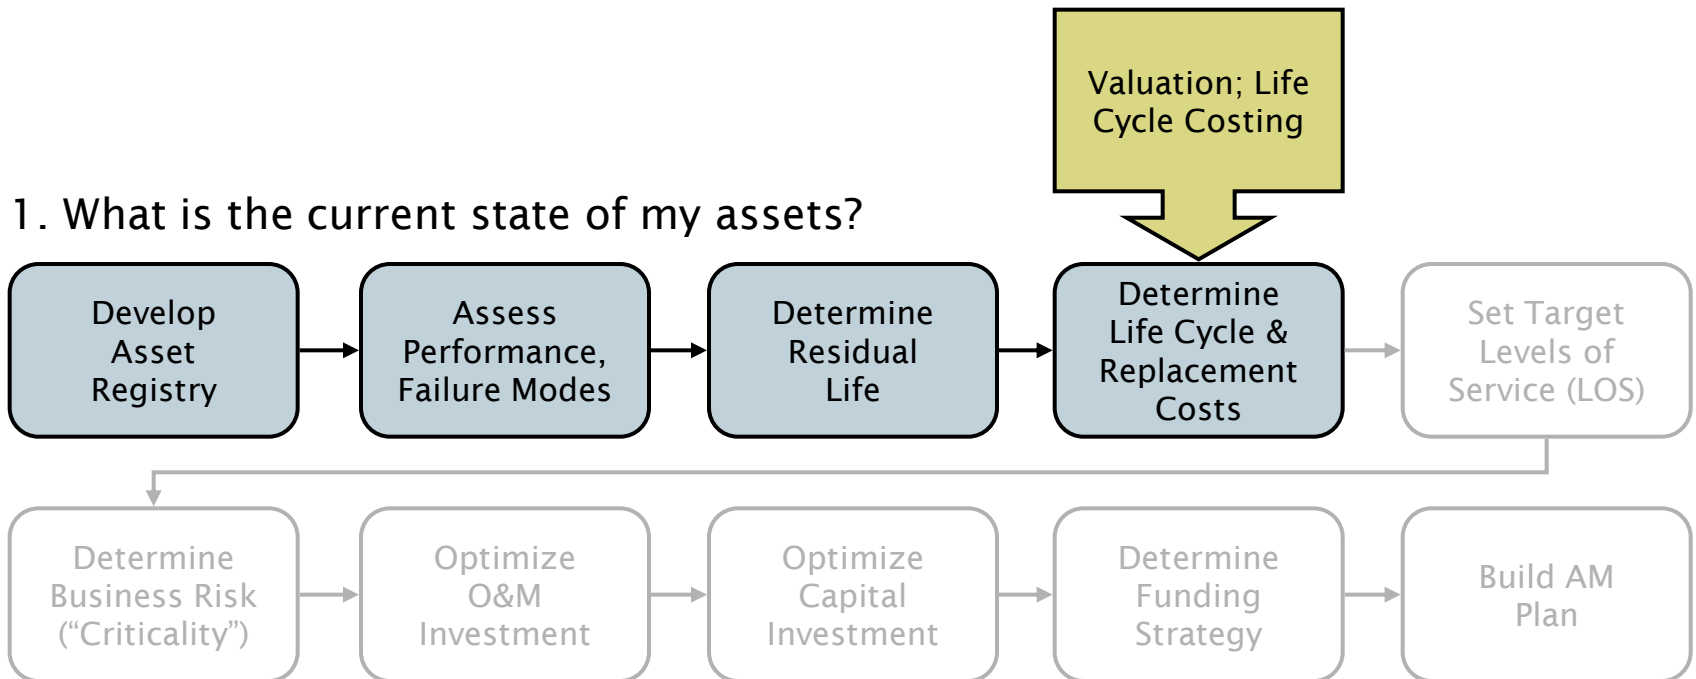 Valuation; Life
Cycle Costing
1. What is the current state of my assets?
Develop
Asset
Registry
Assess
Performance,
Failure Modes
Determine
Residual
Life
Determine
Life Cycle &
Replacement
Costs
Set Target
Levels of
Service (LOS)
Determine
Business Risk
(“Criticality”)
Optimize
O&M
Investment
Optimize
Capital
Investment
Determine
Funding
Strategy
Build AM
Plan